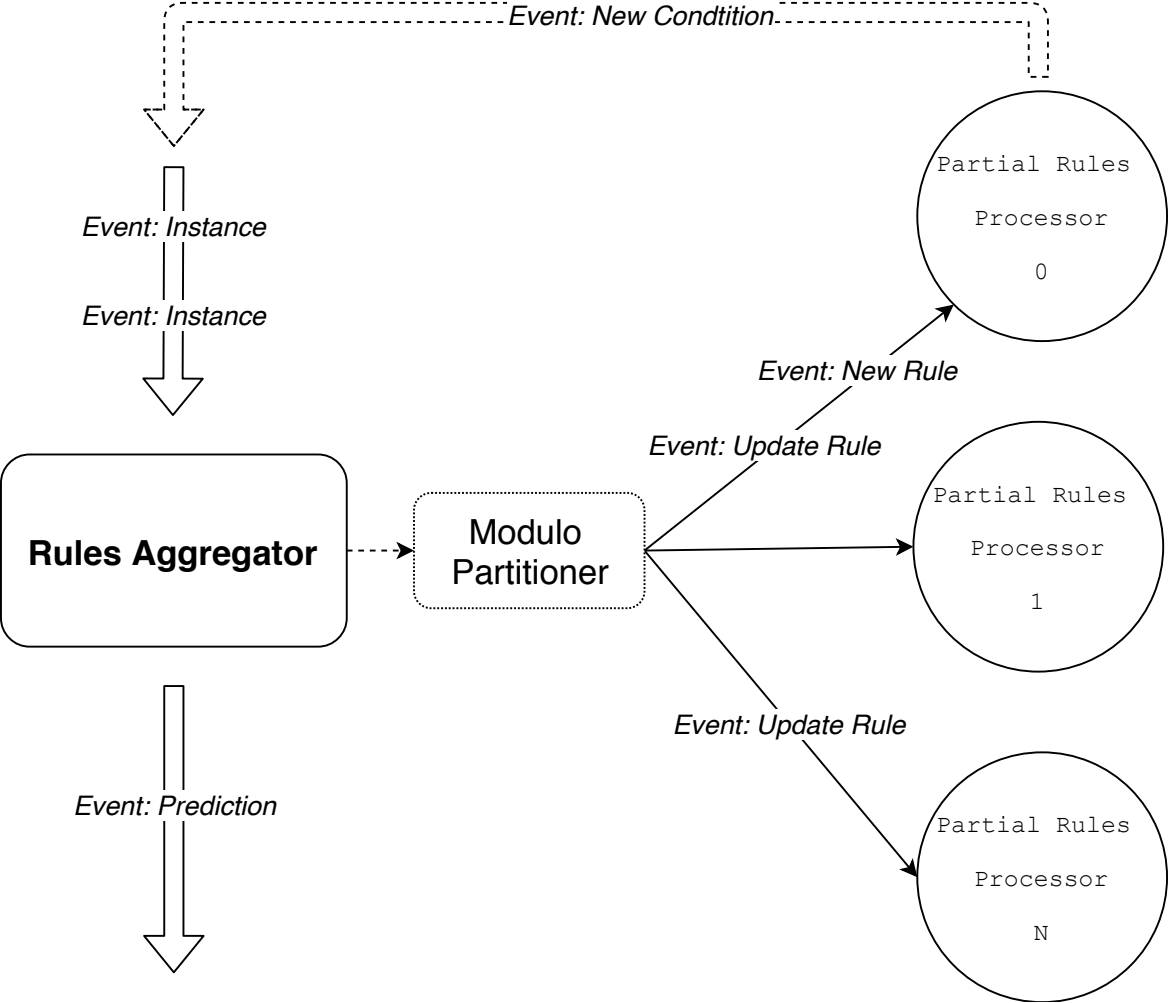 Event: New Condtition
Partial Rules
Processor
0
Event: Instance
Event: Instance
Event: New Rule
Event: Update Rule
Rules Aggregator
Modulo
Partitioner
Partial Rules
Processor
1
Event: Update Rule
Event: Prediction
Partial Rules
Processor
N